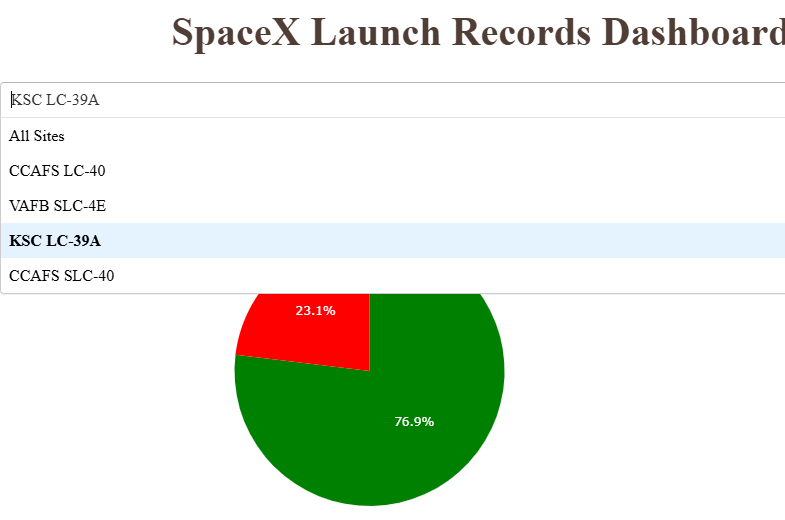 SpaceX Launch Records Dashboard
KSC LC-39A
All Sites
CCAFS LC-40
VAFB SLC-4E
KSC LC-39A
CCAFS SLC-40
23.1%
76.9%